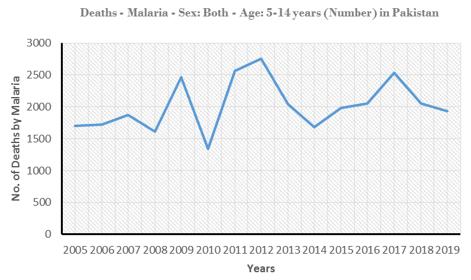 Deaths - Malaria - Sex: Both - Age: 5-14 years (Number) in Pakistan
3000
2500
2000
1500
1000
500
0
No. of Deaths by Malaria
2005 2006 2007 2008 2009 2010 2011 2012 2013 2014 2015 2016 2017 2018 2019
Years